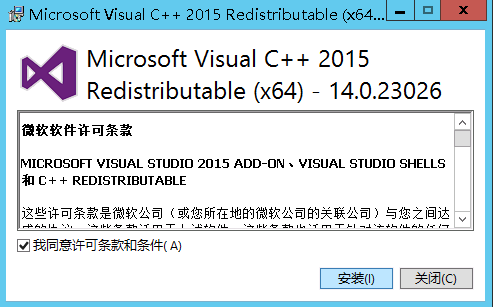 Microsoft Visual C++ 2015 Redistributable (x64...
Microsoft Visual C++ 2015
Redistributable (x64) - 14.0.23026
微软软件许可条款
MICROSOFT VISUAL STUDIO 2015 ADD-ON、VISUAL STUDIO SHELLS
和 C++ REDISTRIBUTABLE
这些许可条款是微软公司（或您所在地的微软公司的关联公司）与您之间达
我同意许可条款和条件( A)
安装(I)
关闭(C)